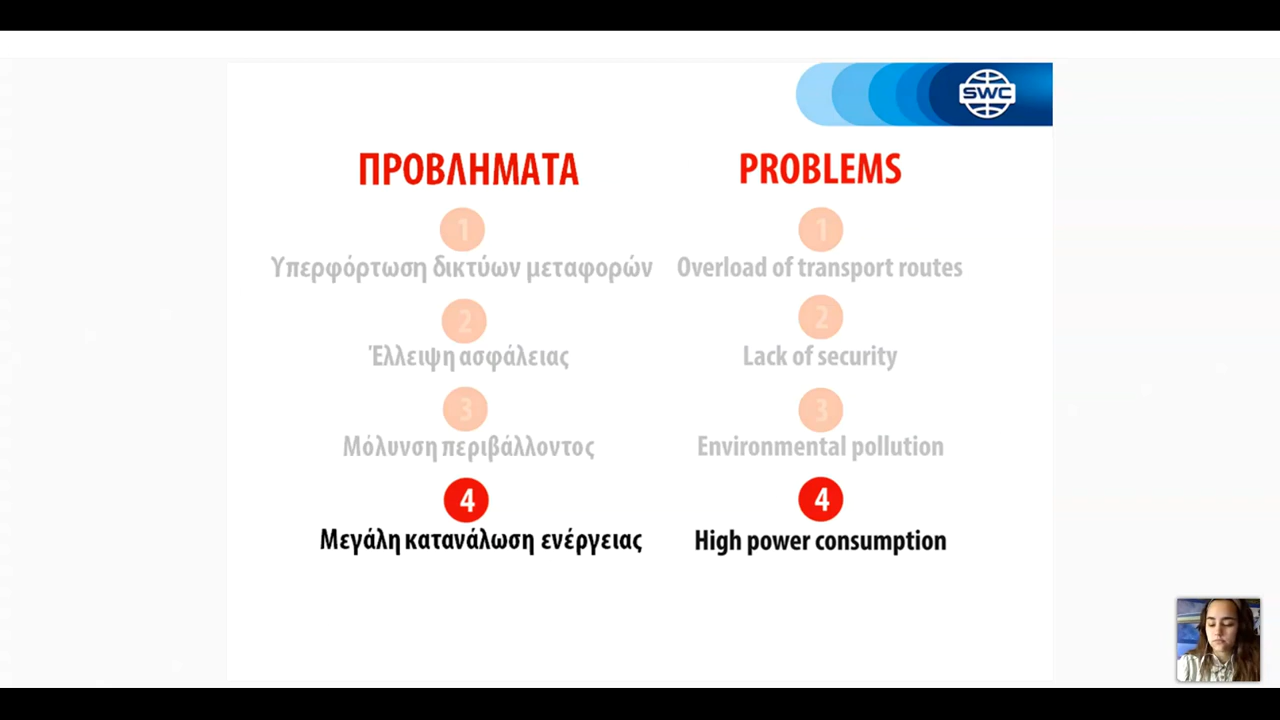 SWC
ΠΡΟΒΛΗΜΑΤΑ
1
Υπερφόρτωση δικτύων μεταφορών
2
Έλλειψη ασφάλειας
3
Μόλυνση περιβάλλοντος
4
Μεγάλη κατανάλωση ενέργειας
PROBLEMS
1
Overload of transport routes
2
Lack of security
3
Environmental pollution
4
High power consumption